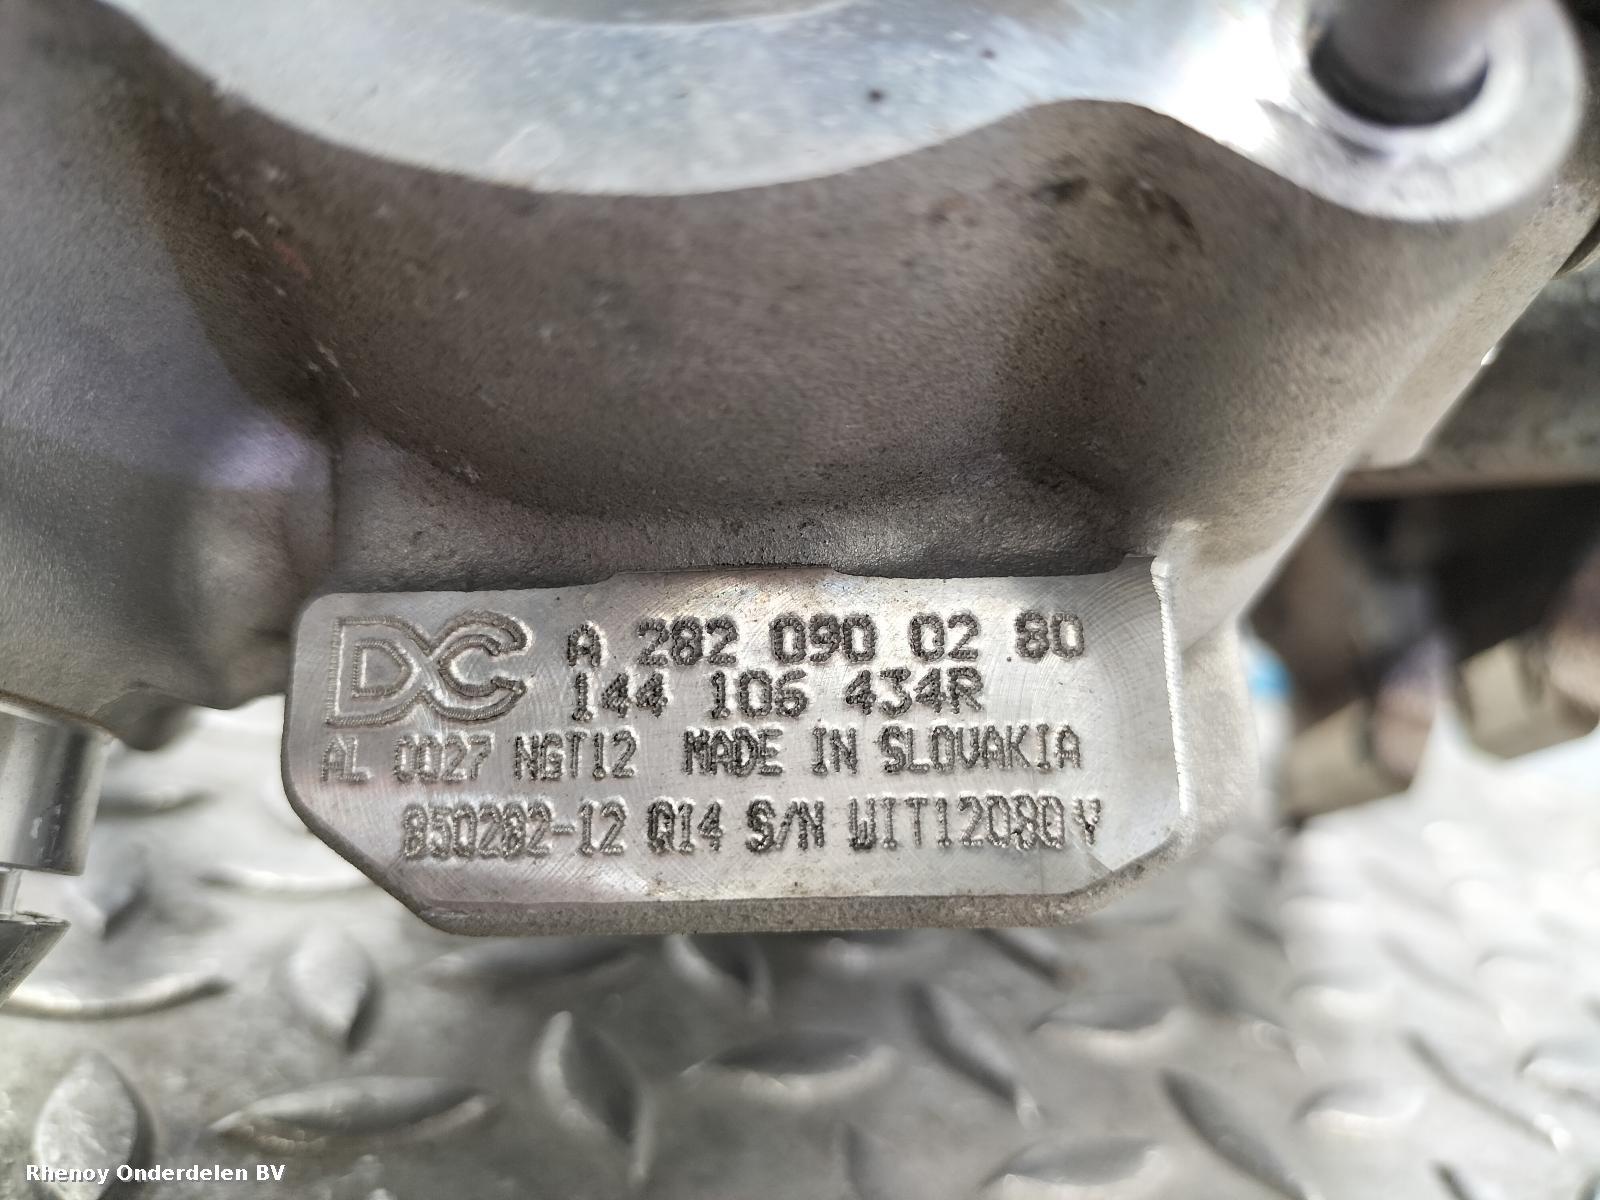 DC A 282 090 02 80
144 106 434R
AL 0027 NGT12 MADE IN SLOVAKIA
850282-12 Q14 S/N WIT12080Y
Rhenoy Onderdelen BV